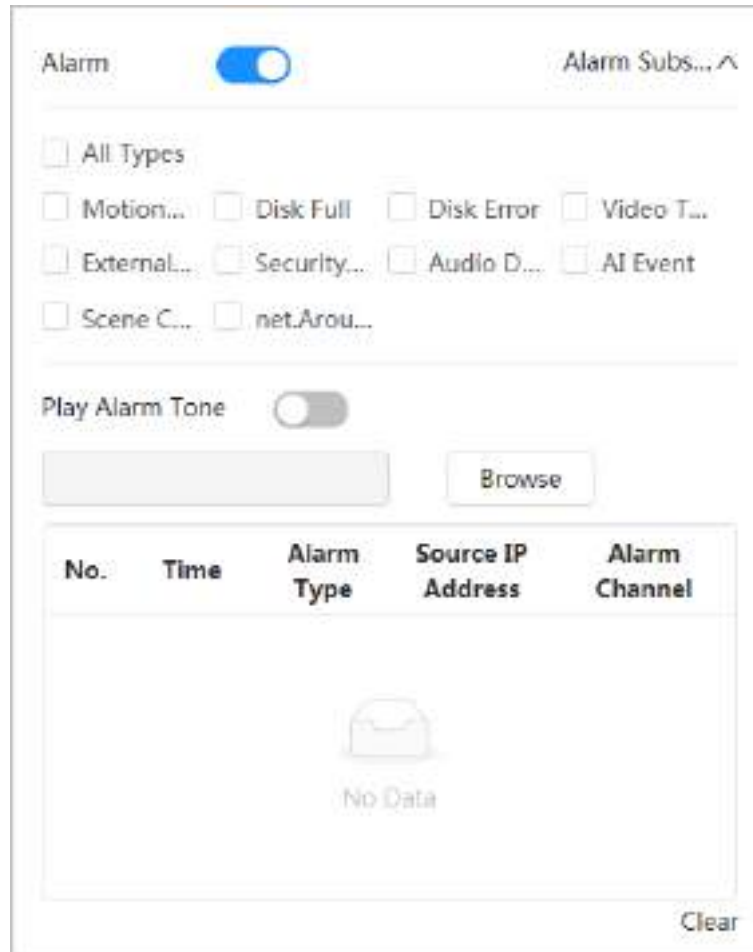 Alarm Alarm Subs...
All Types
Motion... Disk Full Disk Error Video T...
External... Security... Audio D... AI Event
Scene C... net.Arou...
Play Alarm Tone
Browse
No. Time Alarm Type Source IP Address Alarm Channel
No Data
Clear